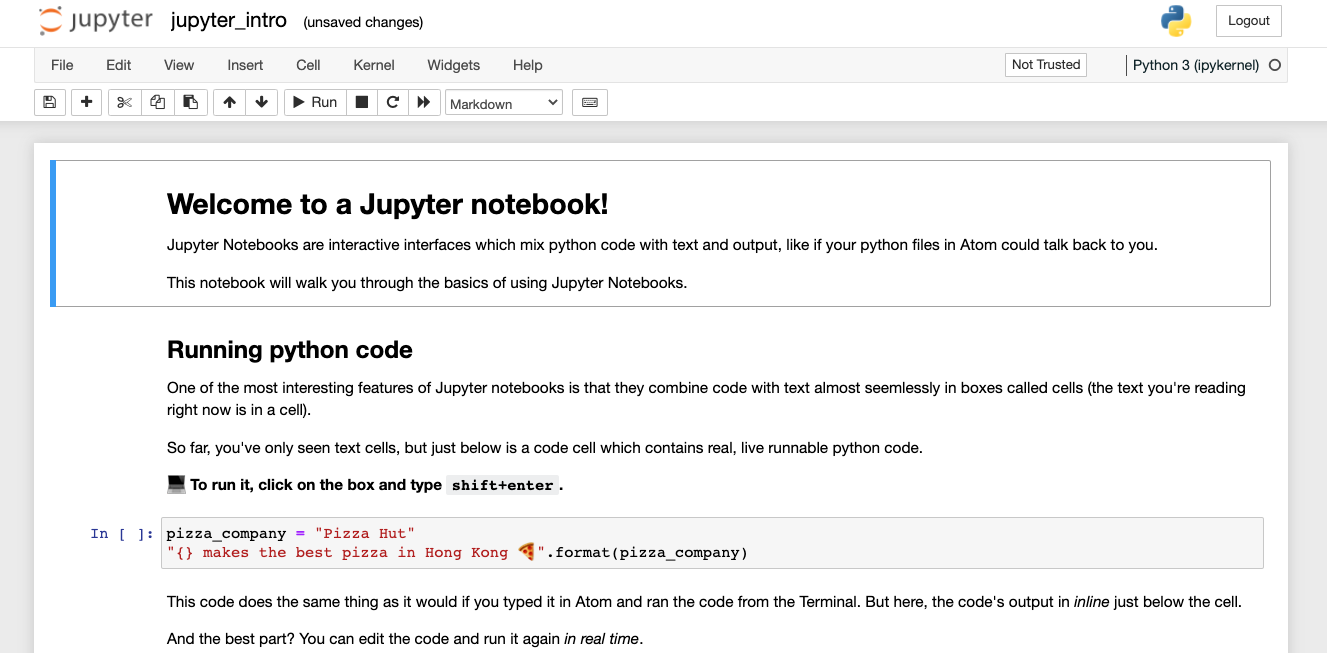 jupyter jupyter_intro (unsaved changes) Logout
File Edit View Insert Cell Kernel Widgets Help Not Trusted Python 3 (ipykernel)
Run Markdown
Welcome to a Jupyter notebook!
Jupyter Notebooks are interactive interfaces which mix python code with text and output, like if your python files in Atom could talk back to you.
This notebook will walk you through the basics of using Jupyter Notebooks.
Running python code
One of the most interesting features of Jupyter notebooks is that they combine code with text almost seemlessly in boxes called cells (the text you're reading
right now is in a cell).
So far, you've only seen text cells, but just below is a code cell which contains real, live runnable python code.
💻 To run it, click on the box and type shift+enter.
In [ ]: pizza_company = "Pizza Hut"
"{} makes the best pizza in Hong Kong 🍕".format(pizza_company)
This code does the same thing as it would if you typed it in Atom and ran the code from the Terminal. But here, the code's output in inline just below the cell.
And the best part? You can edit the code and run it again in real time.